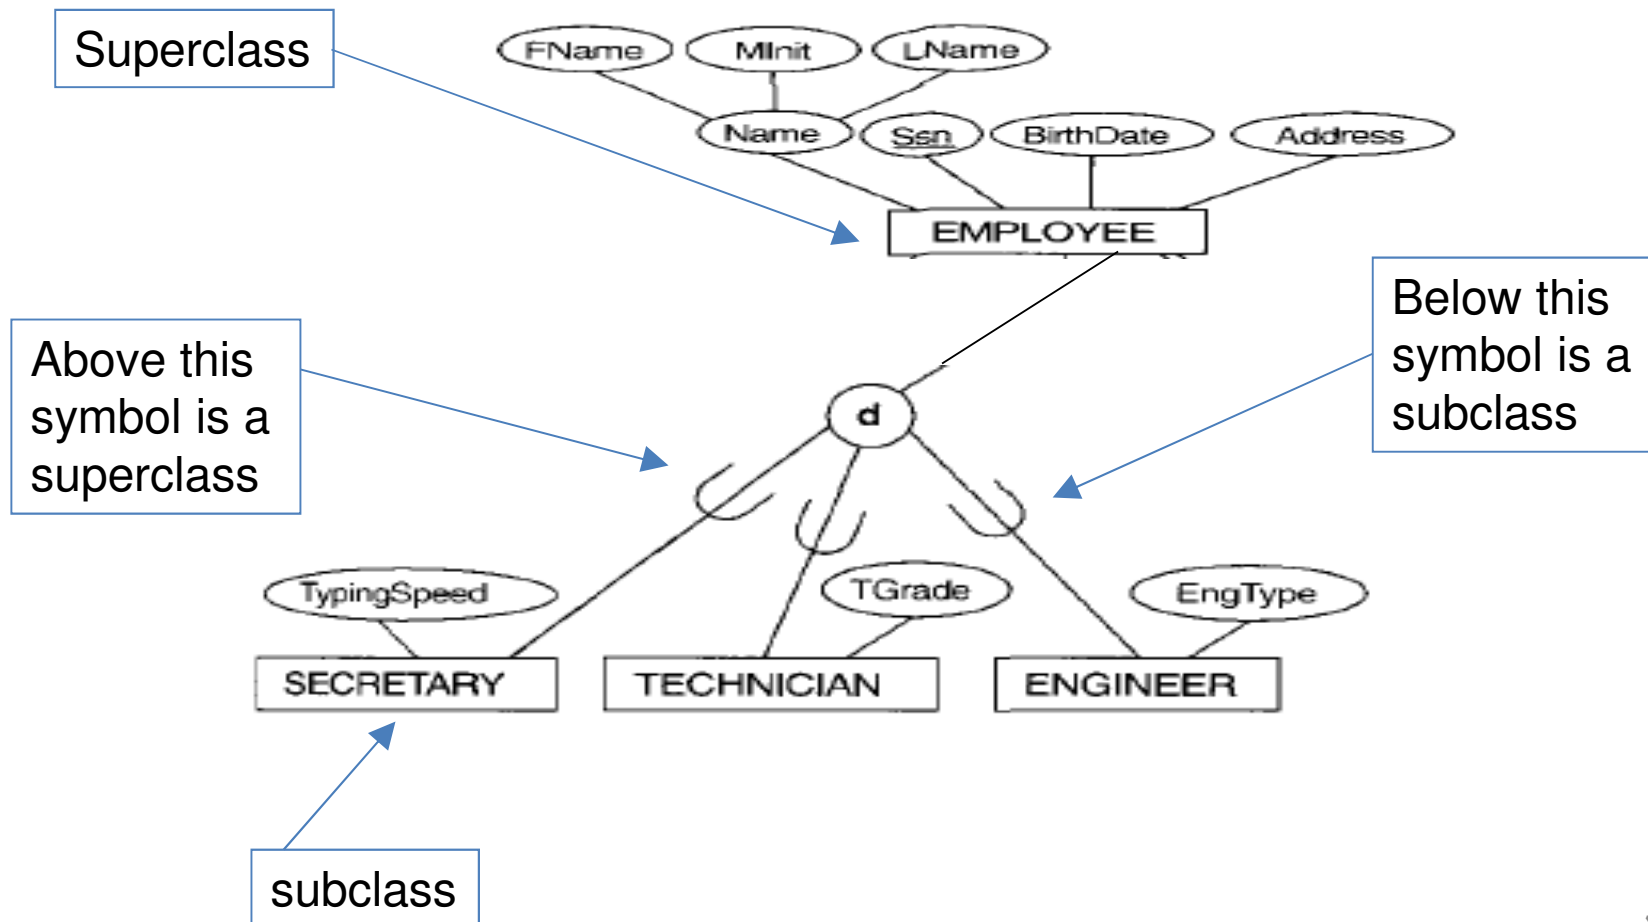 Superclass
FName
MInit
LName
Name
Ssn
BirthDate
Address
EMPLOYEE
Above this
symbol is a
superclass
Below this
symbol is a
subclass
d
TypingSpeed
TGrade
EngType
SECRETARY
TECHNICIAN
ENGINEER
subclass